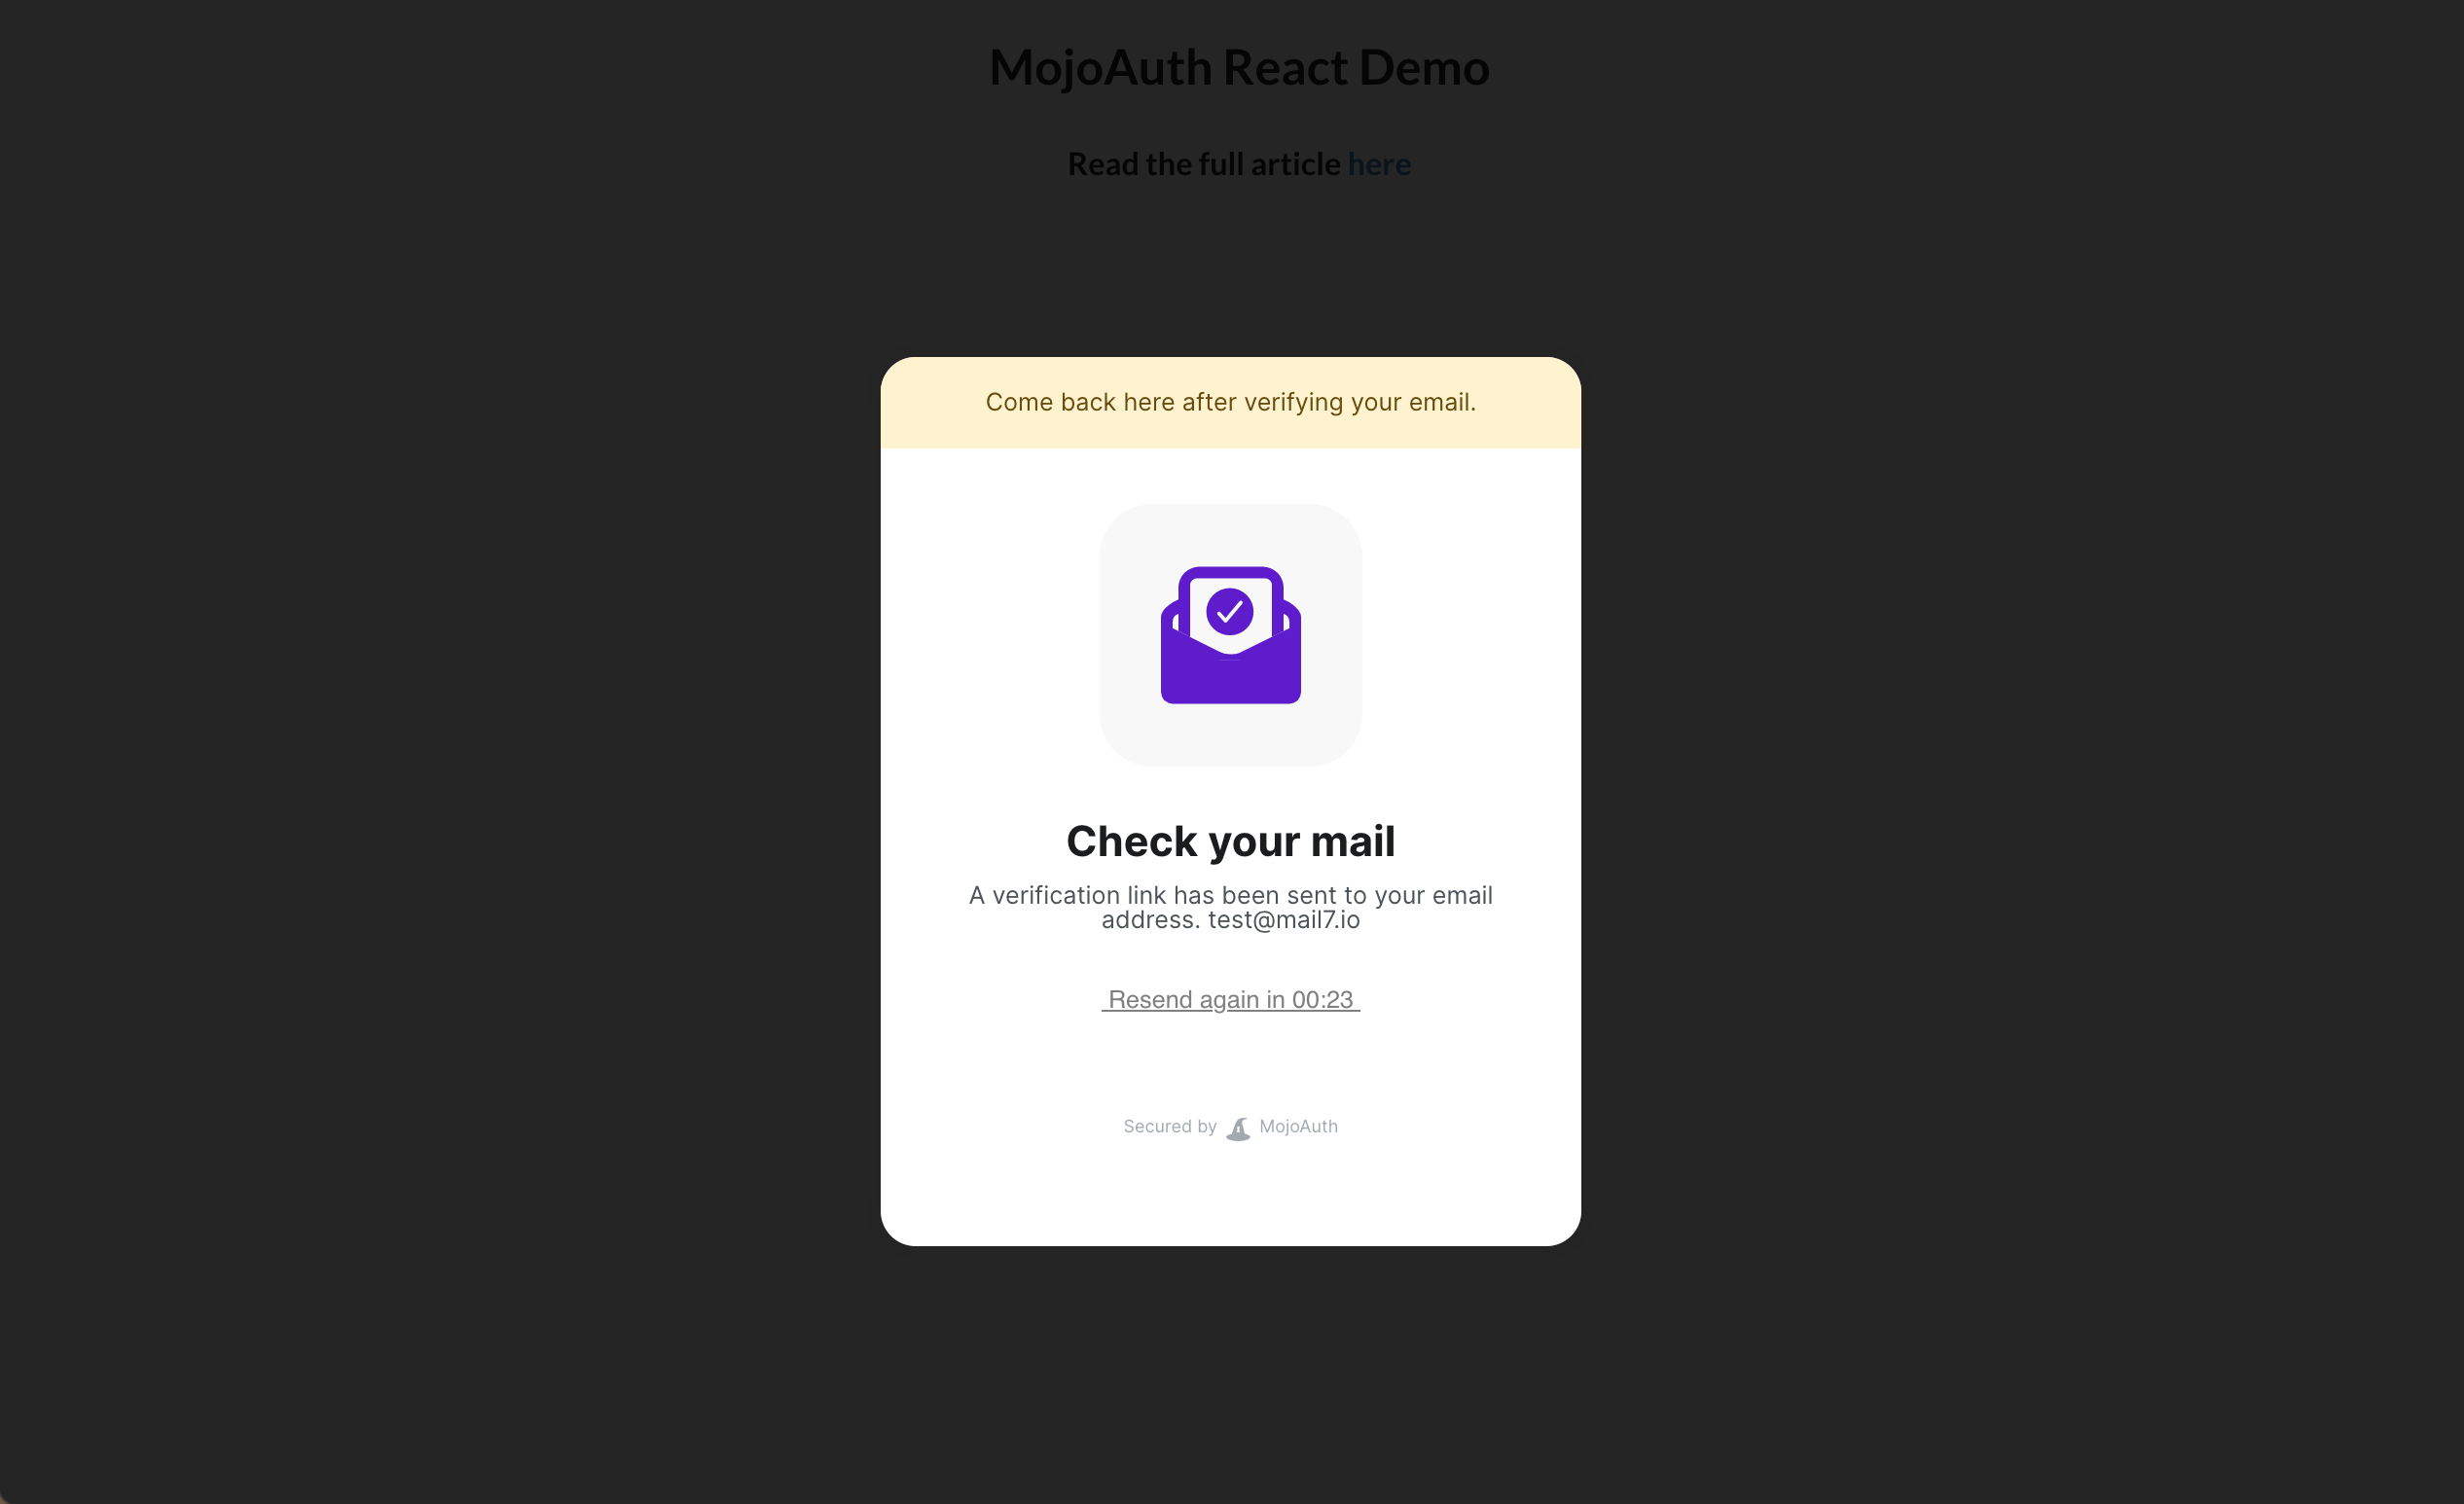 MojoAuth React Demo
Read the full article here
Come back here after verifying your email.
Check your mail
A verification link has been sent to your email
address. test@mail7.io
Resend again in 00:23
Secured by MojoAuth